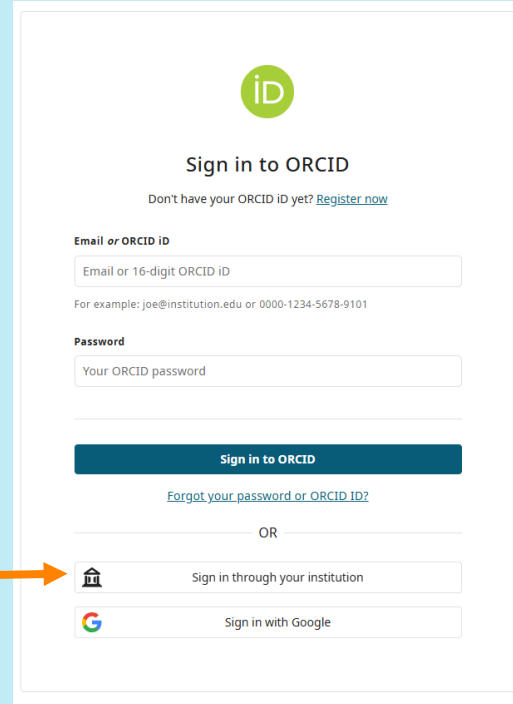 iD
Sign in to ORCID
Don't have your ORCID iD yet? Register now
Email or ORCID iD
Email or 16-digit ORCID iD
For example: joe@institution.edu or 0000-1234-5678-9101
Password
Your ORCID password
Sign in to ORCID
Forgot your password or ORCID ID?
OR
Sign in through your institution
G
Sign in with Google